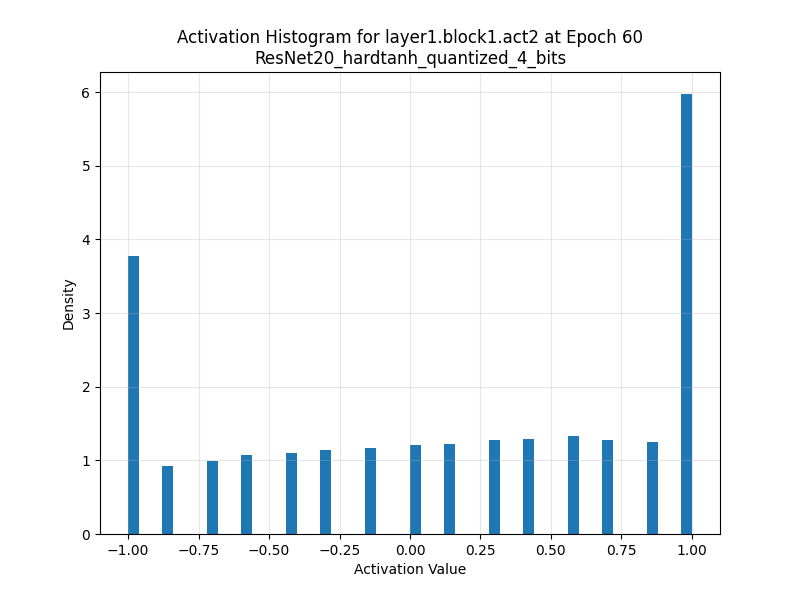 Activation Histogram for layer1.block1.act2 at Epoch 60
ResNet20_hardtanh_quantized_4_bits
6
5
4
3
2
1
0
Density
−1.00 −0.75 −0.50 −0.25 0.00 0.25 0.50 0.75 1.00
Activation Value